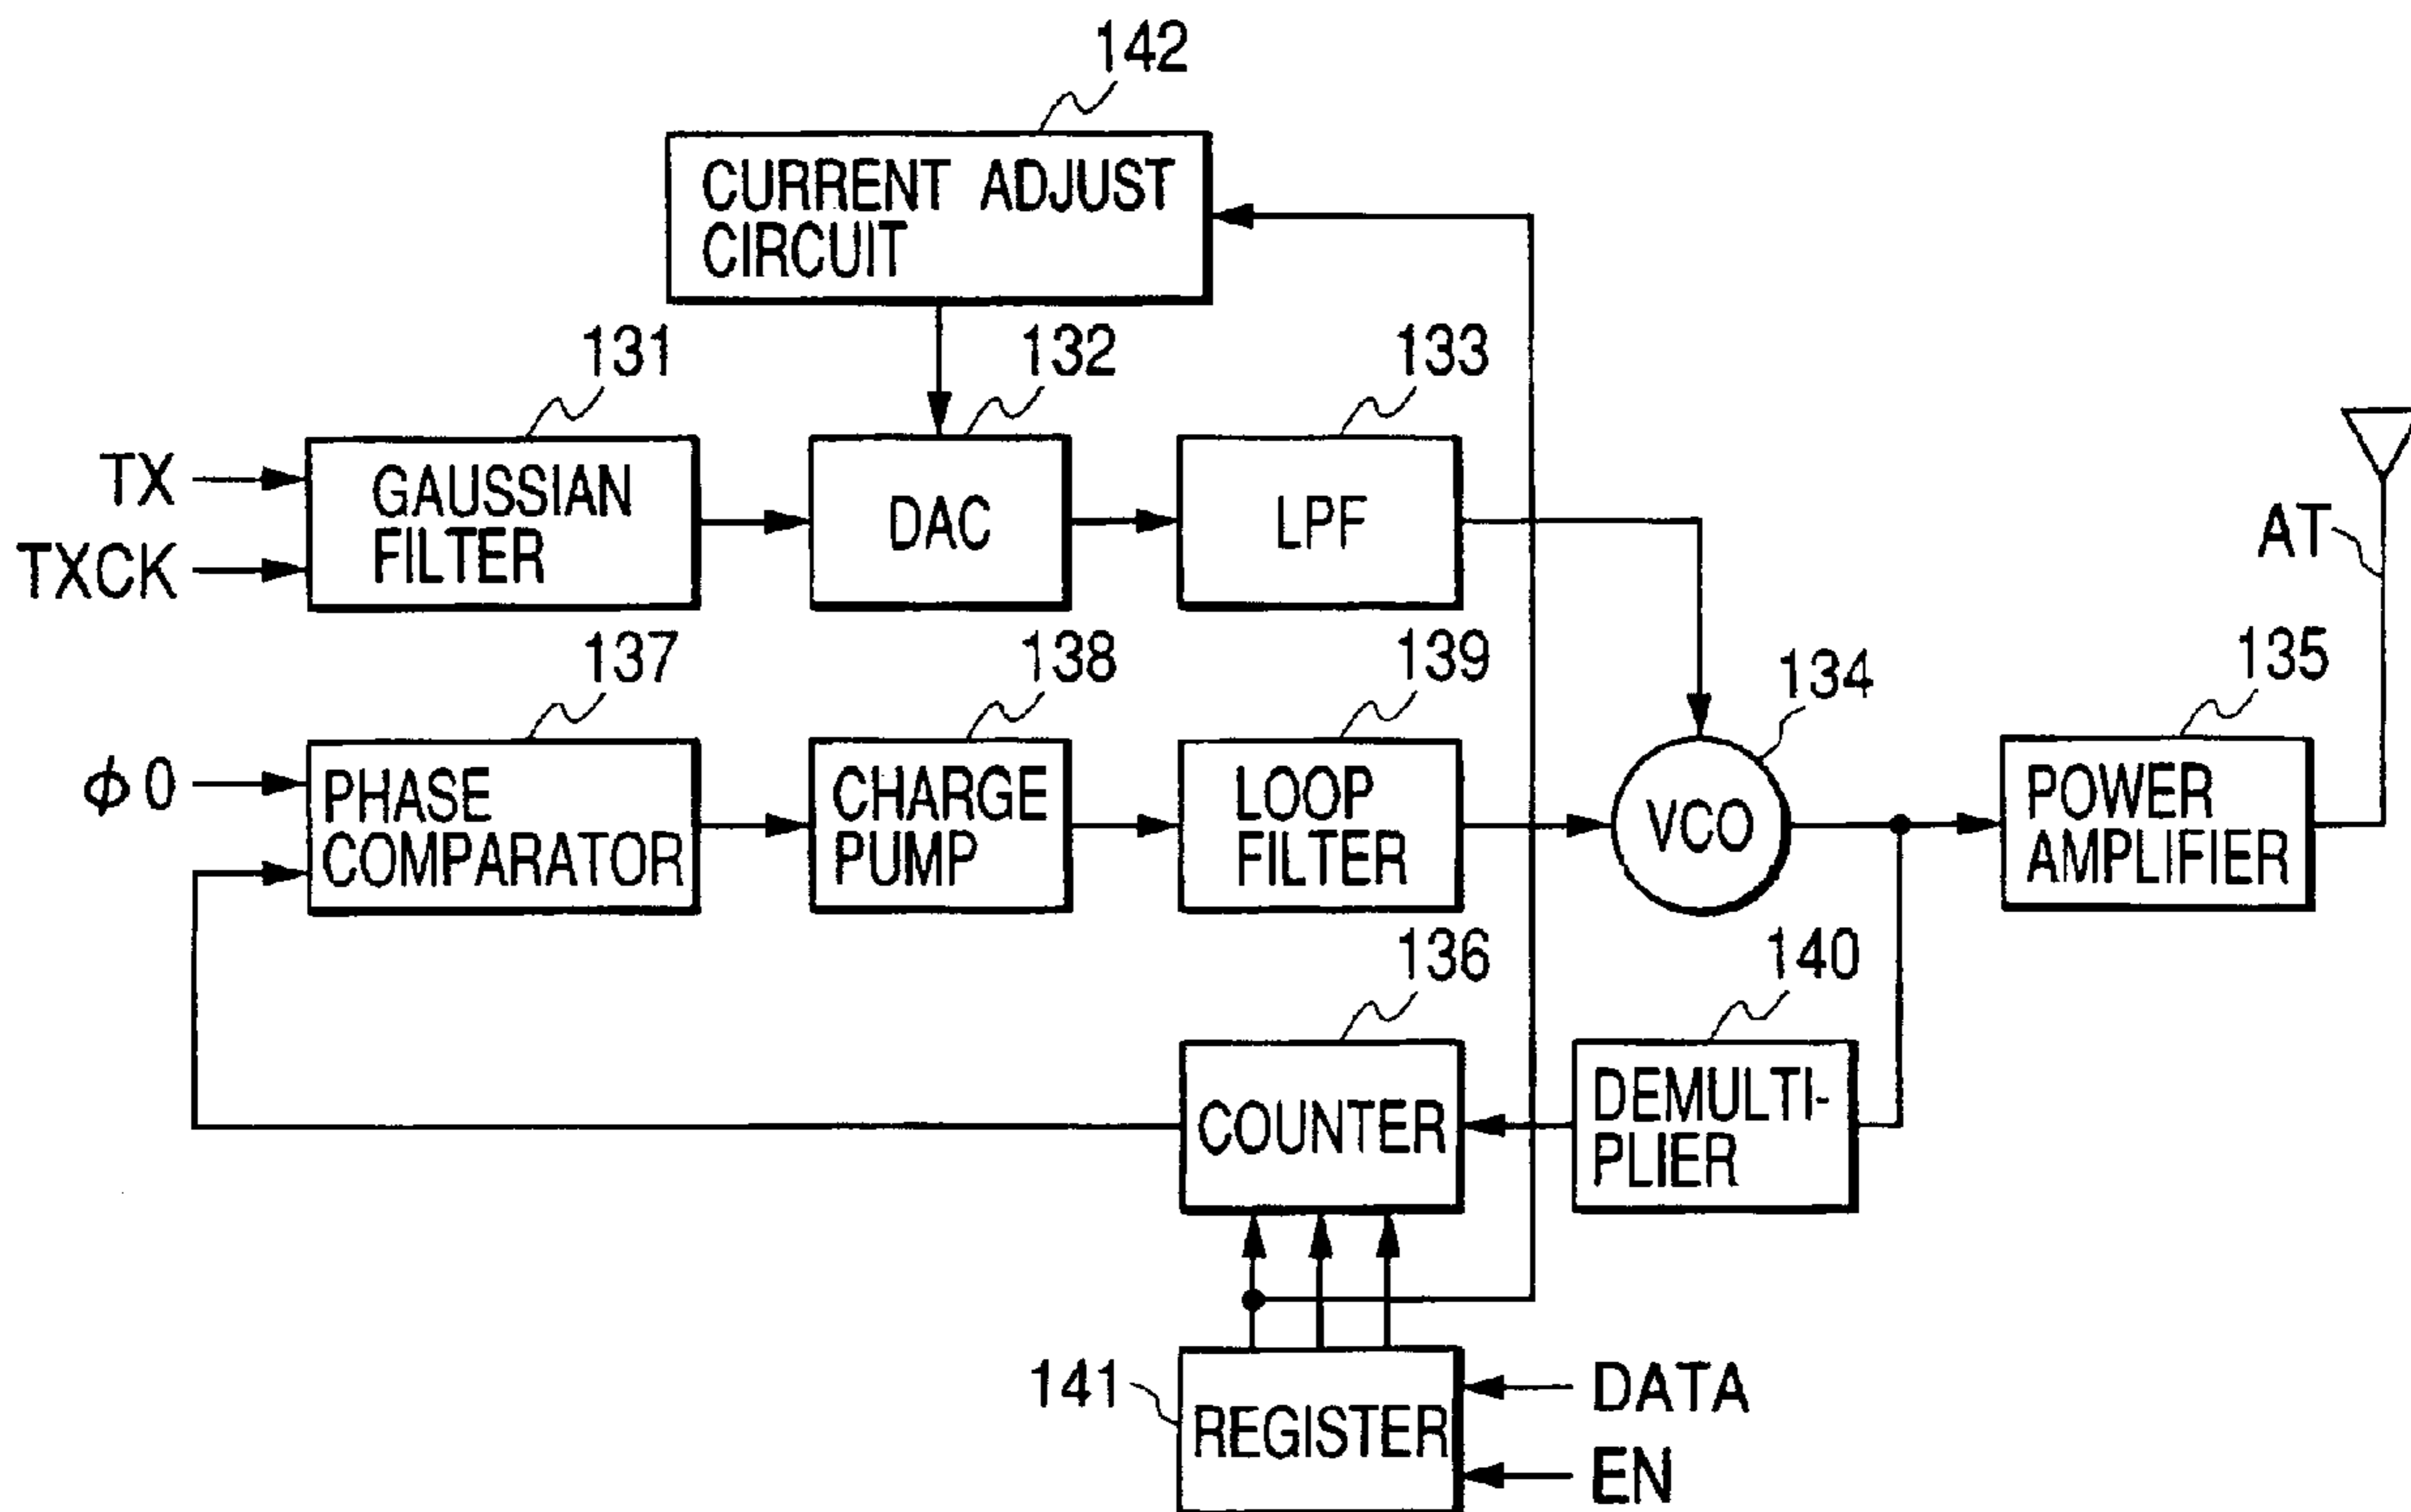 142
CURRENT ADJUST
CIRCUIT
131
132
133
TX
TXCK
GAUSSIAN
FILTER
DAC
LPF
AT
137
138
139
134
135
ϕ0
PHASE
COMPARATOR
CHARGE
PUMP
LOOP
FILTER
VCO
POWER
AMPLIFIER
136
140
COUNTER
DEMULTI-
PLIER
141
REGISTER
DATA
EN